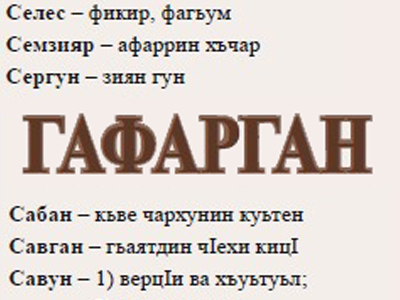 Селес – фикир, фагьум
Семзияр – афаррин хъчар
Сергун – зиян гун
ГАФАРГАН
Сабан – кьве чархунин куьтен
Савган – гьаятдин чIехи кицI
Савун – 1) верцIи ва хъуьтуьл;